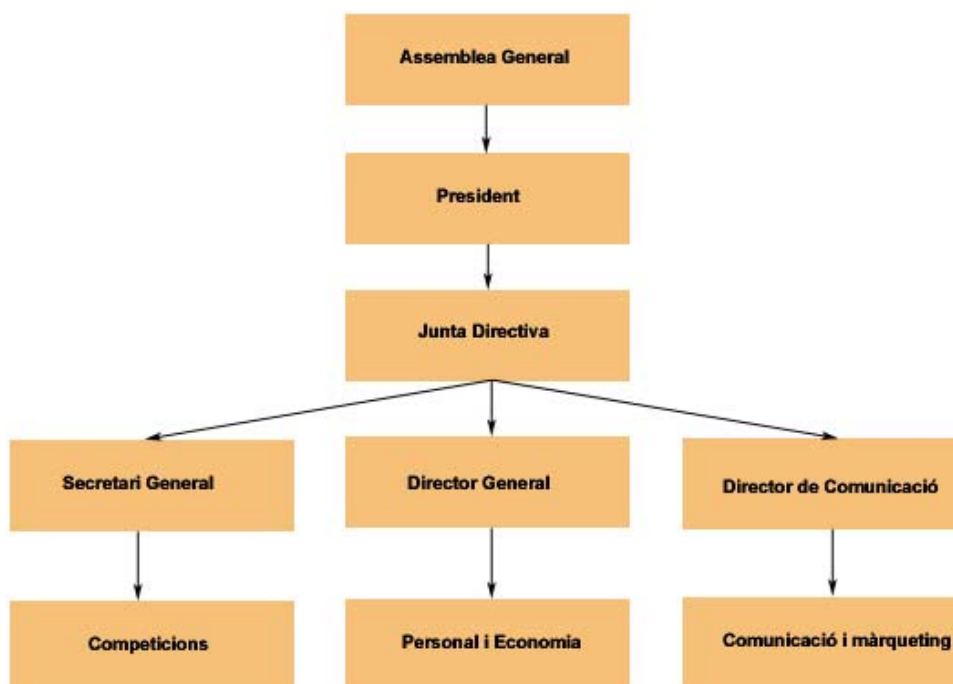 Assemblea General
President
Junta Directiva
Secretari General
Director General
Director de Comunicació
Competicions
Personal i Economia
Comunicació i màrqueting